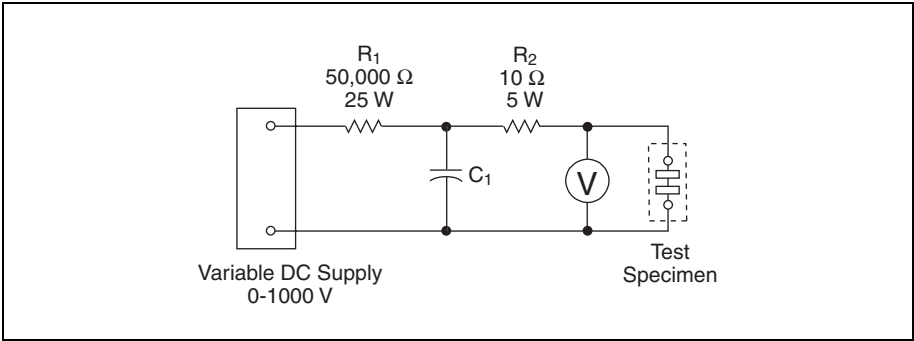 R1
50,000 Ω
25 W
R2
10 Ω
5 W
C1
V
Test
Specimen
Variable DC Supply
0-1000 V